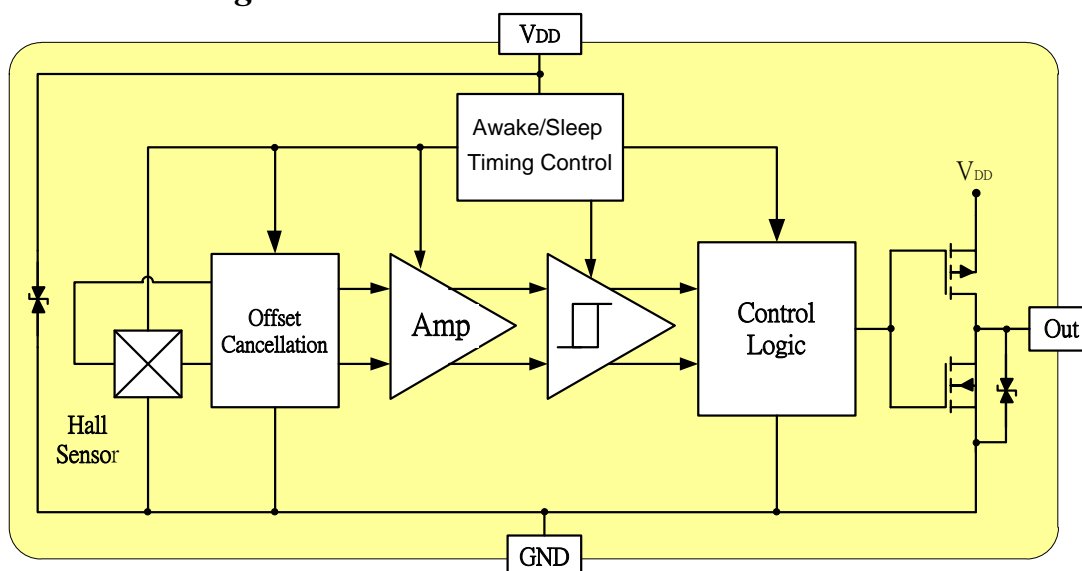 g
VDD
Awake/Sleep
Timing Control
VDD
Offset
Cancellation
Amp
Control
Logic
Out
Hall
Sensor
GND